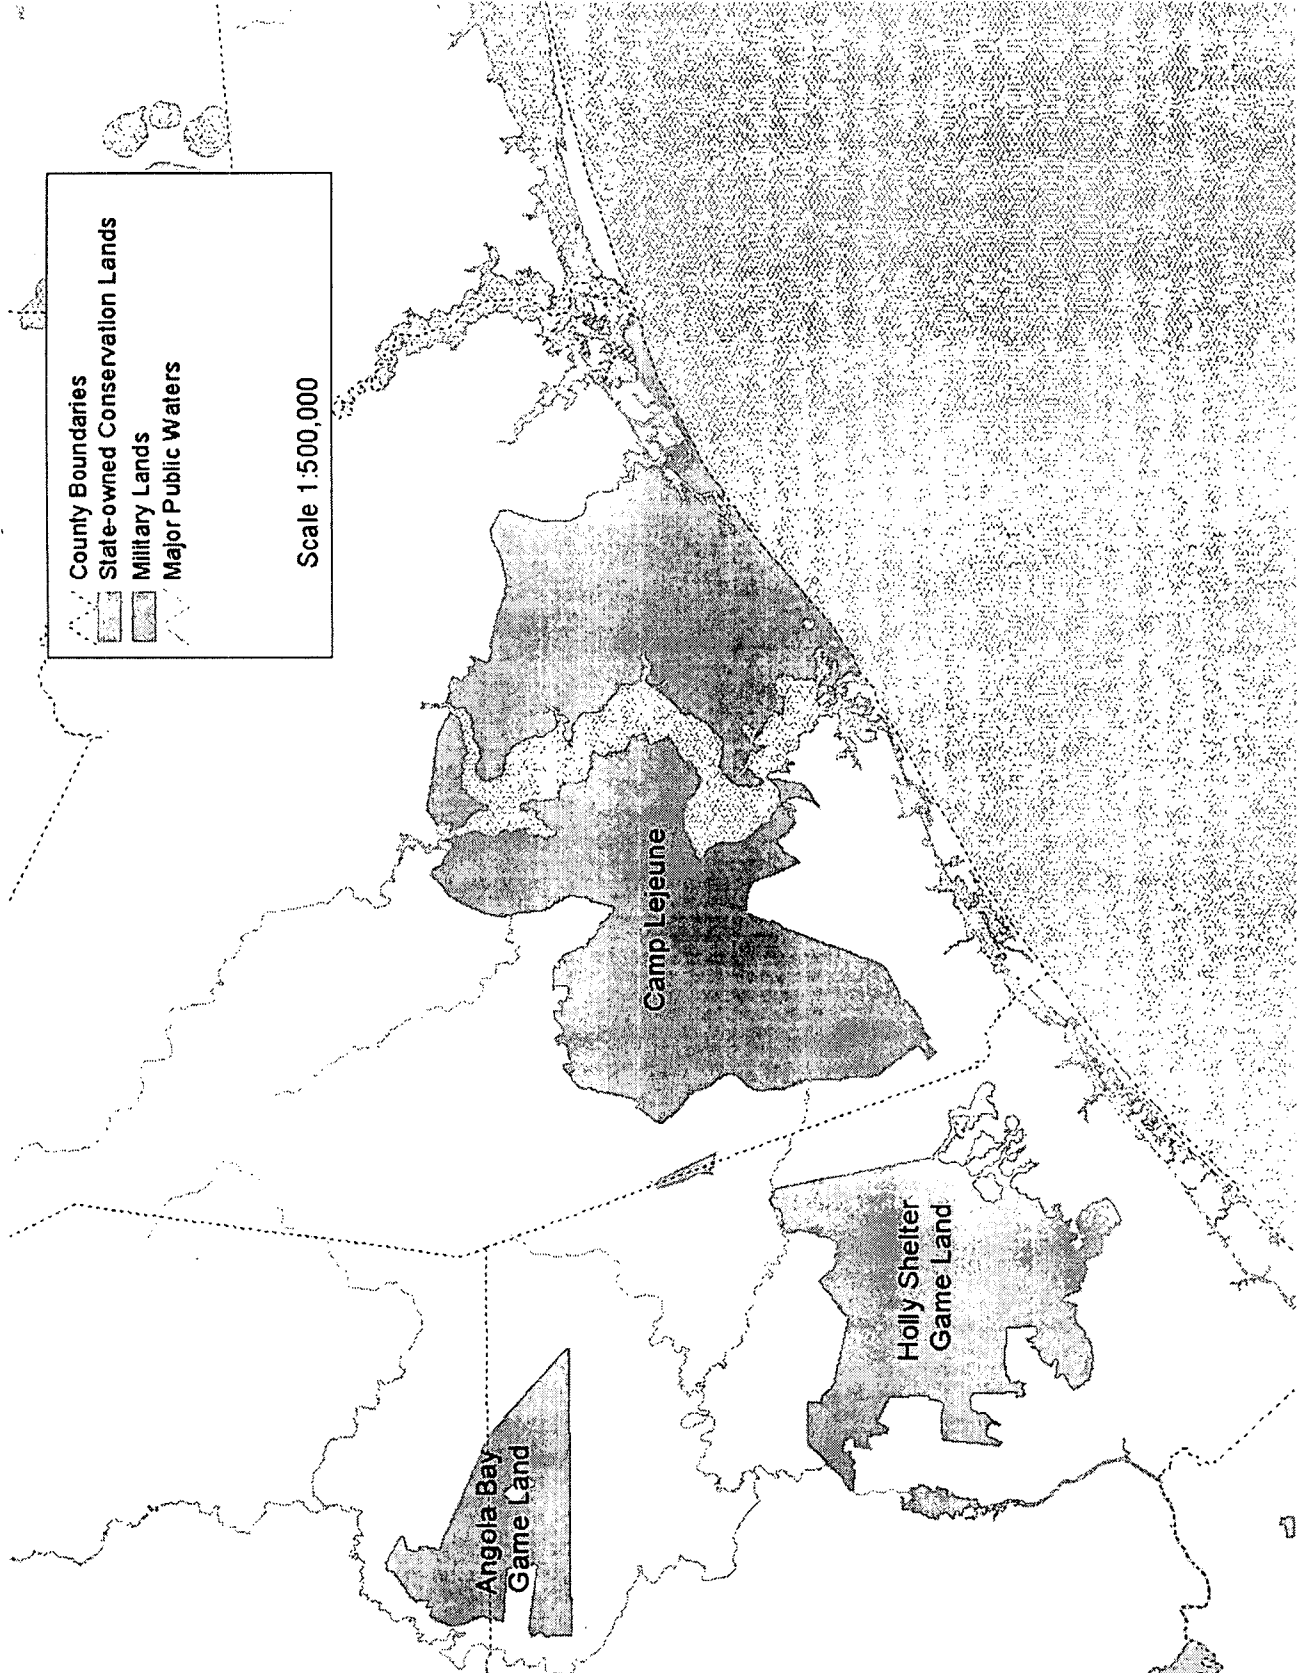 County Boundaries
State-owned Conservation Lands
Military Lands
Major Public Waters
Scale 1:500,000
Camp Lejeune
Holly Shelter
Game Land
Angola Bay
Game Land